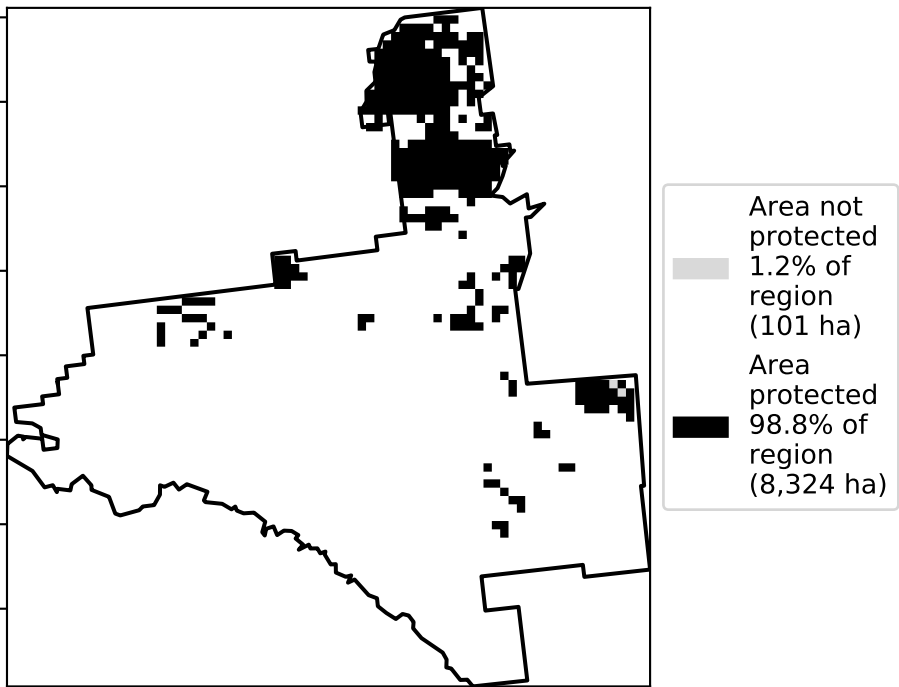 Area not
protected
1.2% of
region
(101 ha)
Area
protected
98.8% of
region
(8,324 ha)